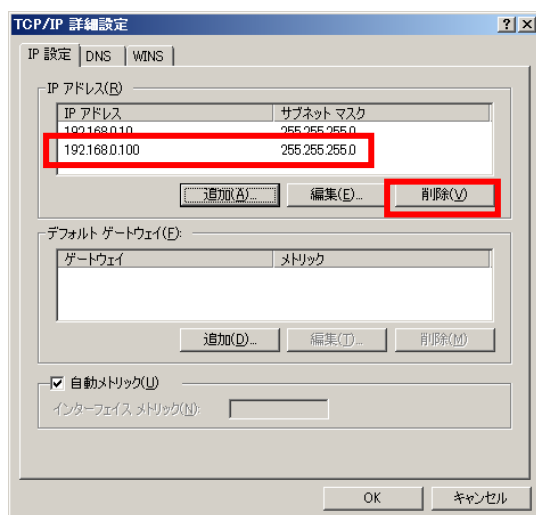 TCP/IP 詳細設定
IP 設定 DNS WINS
IP アドレス(R)
IP アドレス サブネット マスク
192.168.0.10 255.255.255.0
192.168.0.100 255.255.255.0
追加(A)... 編集(E)... 削除(V)
デフォルト ゲートウェイ(F):
ゲートウェイ メトリック
追加(D)... 編集(T)... 削除(M)
自動メトリック(U)
インターフェイス メトリック(N):
OK キャンセル